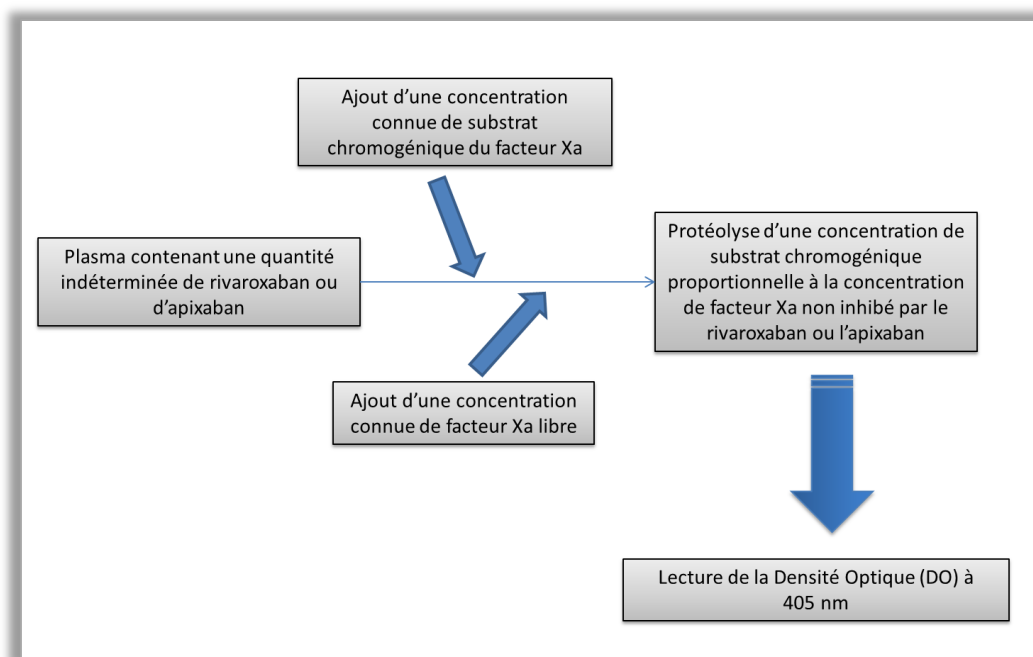 Ajout d’une concentration
connue de substrat
chromogénique du facteur Xa
Plasma contenant une quantité
indéterminée de rivaroxaban ou
d’apixaban
Protéolyse d’une concentration de
substrat chromogénique
proportionnelle à la concentration
de facteur Xa non inhibé par le
rivaroxaban ou l’apixaban
Ajout d’une concentration
connue de facteur Xa libre
Lecture de la Densité Optique (DO) à
405 nm